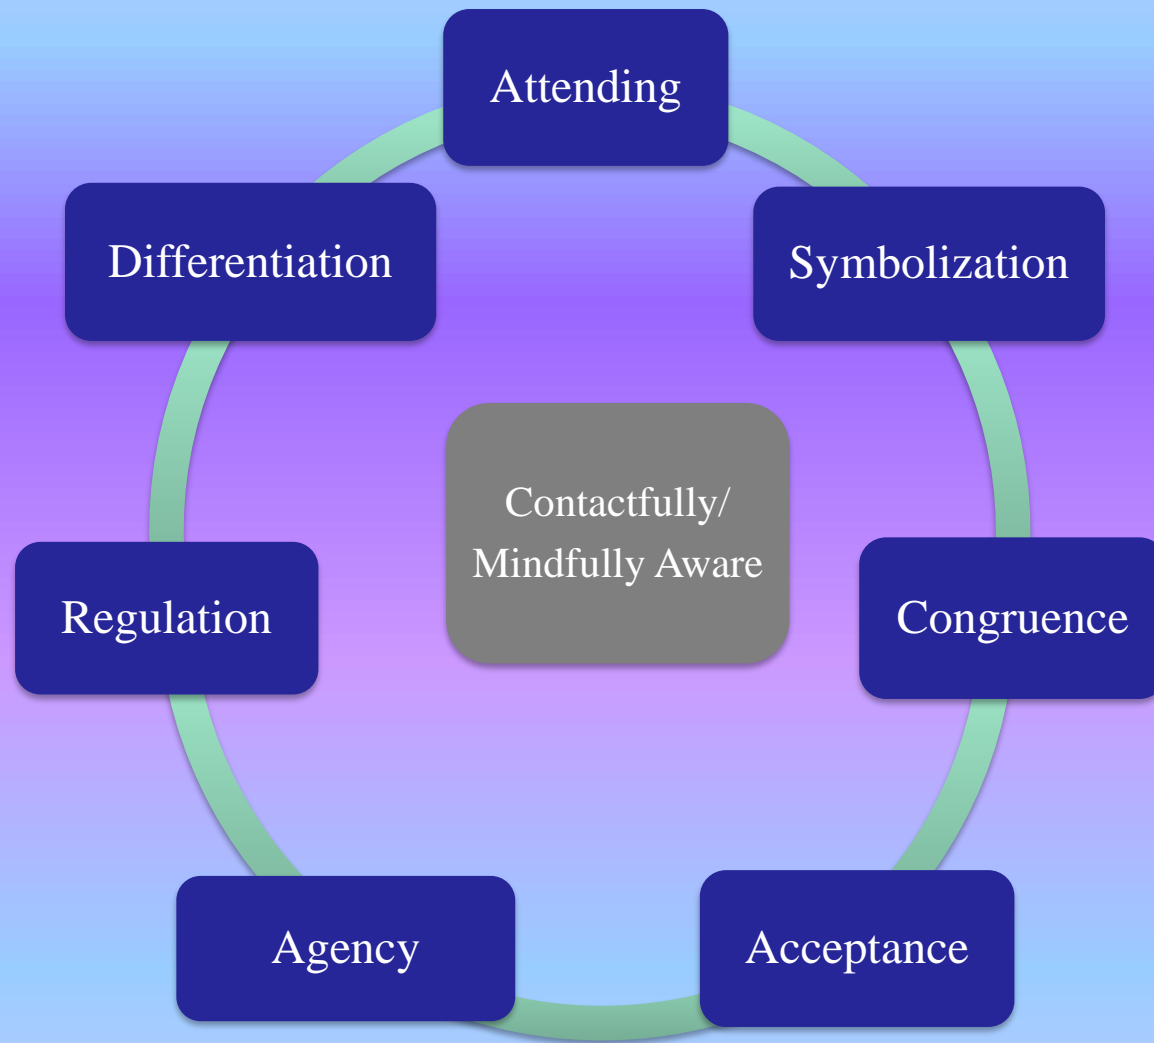 Attending
Symbolization
Congruence
Acceptance
Agency
Regulation
Differentiation
Contactfully/
Mindfully Aware